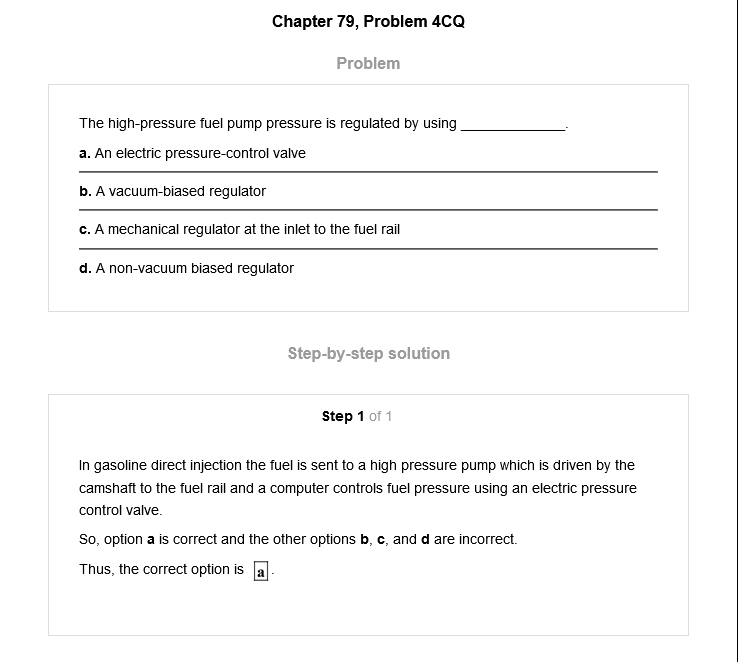 Chapter 79, Problem 4CQ
Problem
The high-pressure fuel pump pressure is regulated by using ______________.
a. An electric pressure-control valve
b. A vacuum-biased regulator
c. A mechanical regulator at the inlet to the fuel rail
d. A non-vacuum biased regulator
Step-by-step solution
Step 1 of 1
In gasoline direct injection the fuel is sent to a high pressure pump which is driven by the
camshaft to the fuel rail and a computer controls fuel pressure using an electric pressure
control valve.
So, option a is correct and the other options b, c, and d are incorrect.
Thus, the correct option is a.